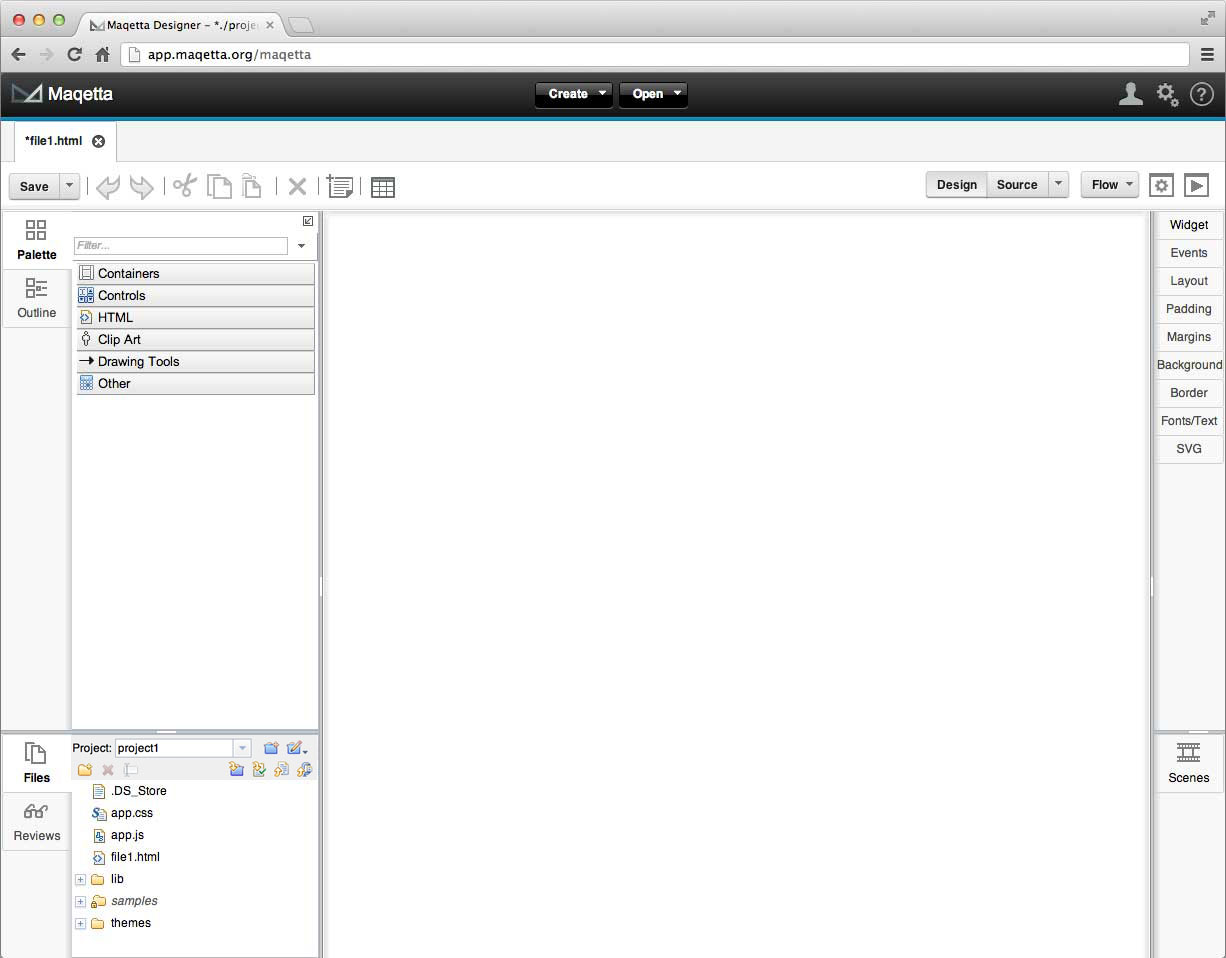 Maqetta Designer – *./proje
app.maqetta.org/maqetta
Maqetta
Create
Open
*file1.html
Save
Design
Source
Flow
Palette
Outline
Filter...
Containers
Controls
HTML
Clip Art
Drawing Tools
Other
Widget
Events
Layout
Padding
Margins
Background
Border
Fonts/Text
SVG
Files
Reviews
Project: project1
.DS_Store
app.css
app.js
file1.html
lib
samples
themes
Scenes